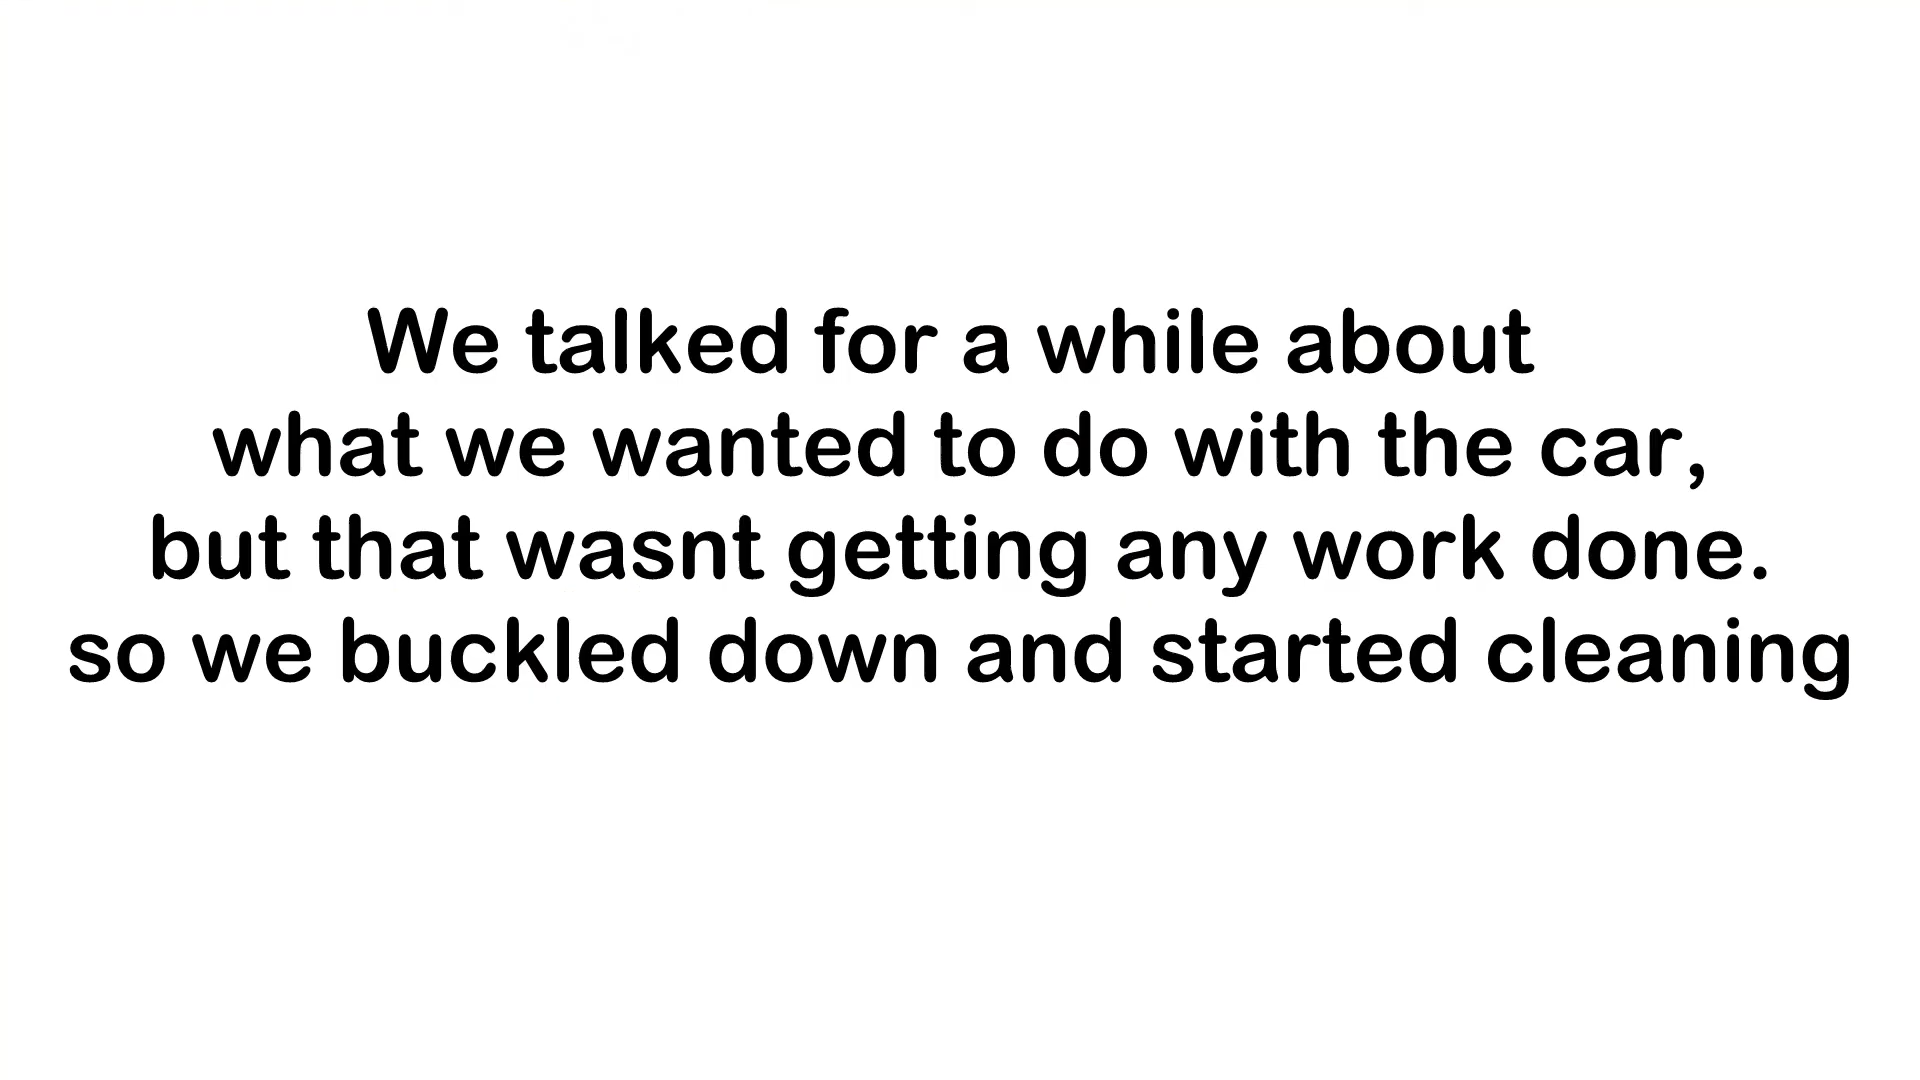 We talked for a while about
what we wanted to do with the car,
but that wasnt getting any work done.
so we buckled down and started cleaning